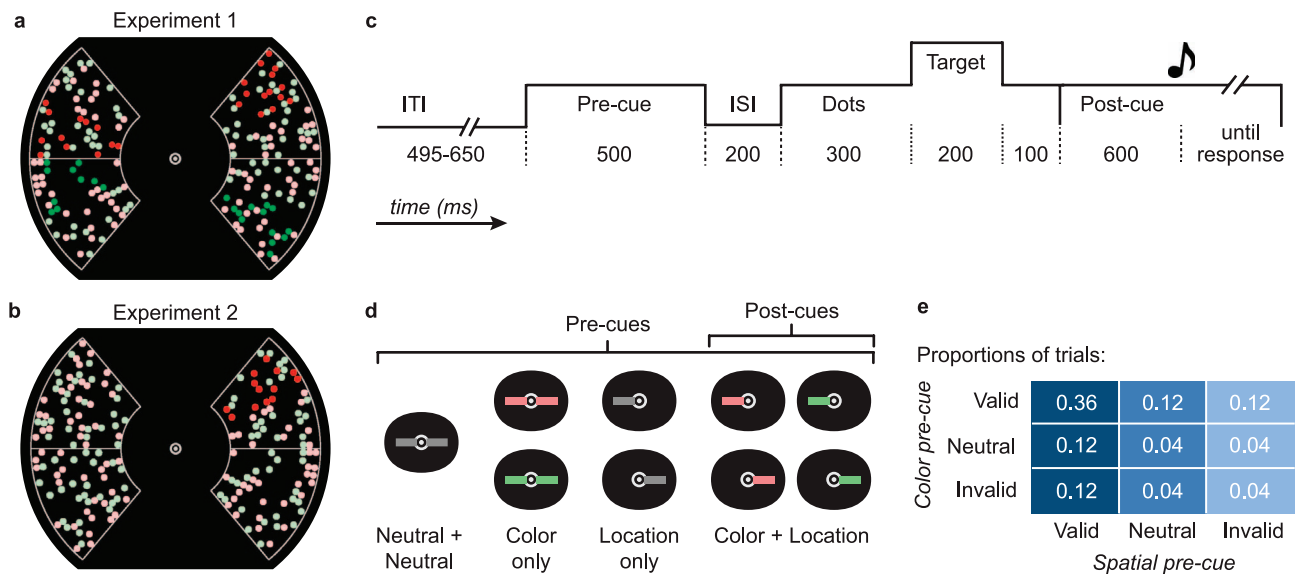 a
Experiment 1
b
Experiment 2
c
ITI
Pre-cue
ISI
Dots
Target
Post-cue
495-650
500
200
300
200
100
600
until
response
time (ms)
d
Pre-cues
Post-cues
Neutral +
Neutral
Color
only
Location
only
Color + Location
e
Proportions of trials:
Color pre-cue
Valid 0.36 0.12 0.12
Neutral 0.12 0.04 0.04
Invalid 0.12 0.04 0.04
Valid Neutral Invalid
Spatial pre-cue